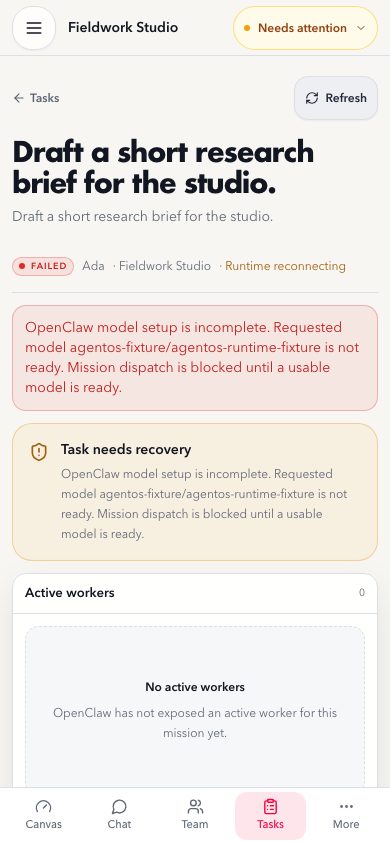 Fieldwork Studio
Needs attention
Tasks
Refresh
Draft a short research
brief for the studio.
Draft a short research brief for the studio.
FAILED Ada · Fieldwork Studio · Runtime reconnecting
OpenClaw model setup is incomplete. Requested
model agentos-fixture/agentos-runtime-fixture is not
ready. Mission dispatch is blocked until a usable
model is ready.
Task needs recovery
OpenClaw model setup is incomplete. Requested
model agentos-fixture/agentos-runtime-fixture is not
ready. Mission dispatch is blocked until a usable
model is ready.
Active workers 0
No active workers
OpenClaw has not exposed an active worker for this
mission yet.
Canvas Chat Team Tasks More